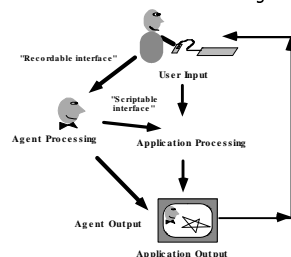 "Recordable interface"
User Input
"Scriptable
interface"
Agent Processing
Application Processing
Agent Output
Application Output